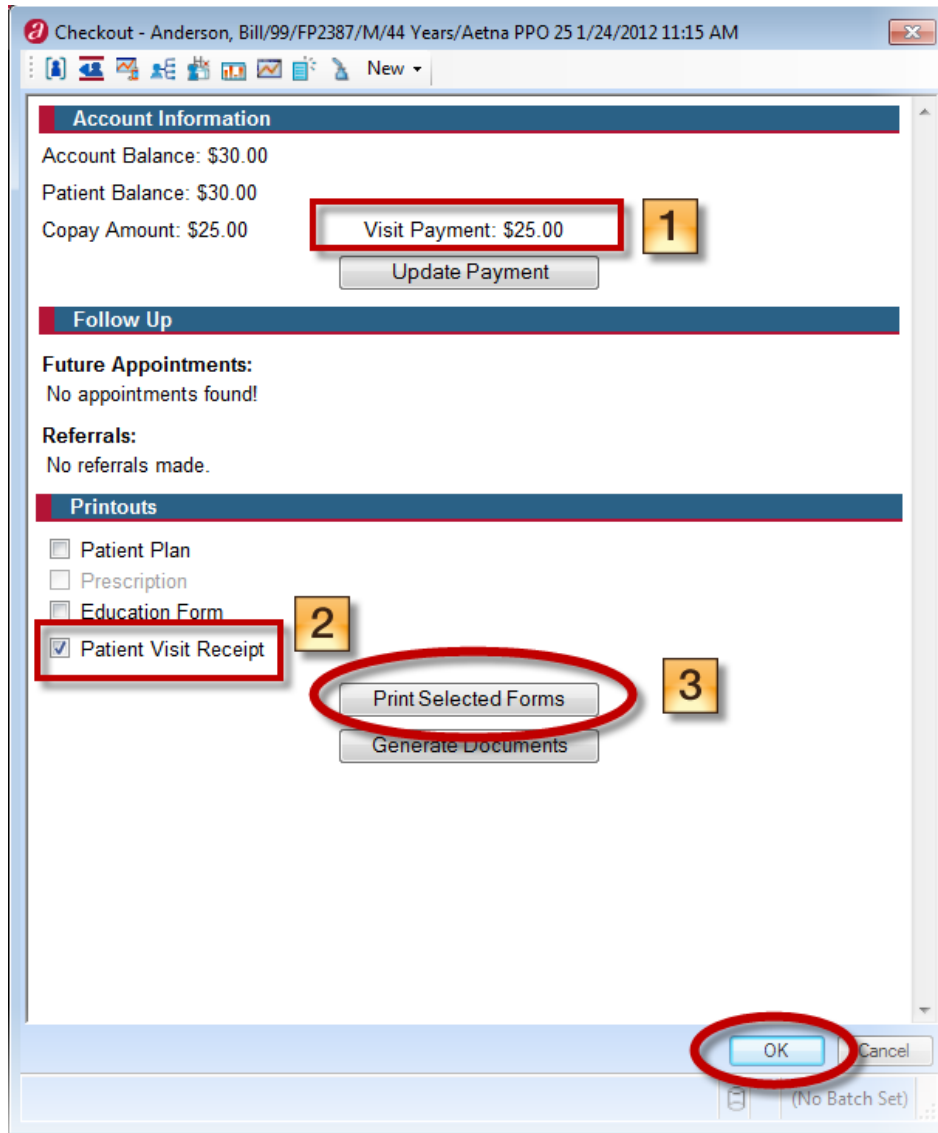 Checkout - Anderson, Bill/99/FP2387/M/44 Years/Aetna PPO 25 1/24/2012 11:15 AM
New
Account Information
Account Balance: $30.00
Patient Balance: $30.00
Copay Amount: $25.00 Visit Payment: $25.00 1
Update Payment
Follow Up
Future Appointments:
No appointments found!
Referrals:
No referrals made.
Printouts
Patient Plan
Prescription
Education Form
2
Patient Visit Receipt
Print Selected Forms 3
Generate Documents
OK Cancel
(No Batch Set)